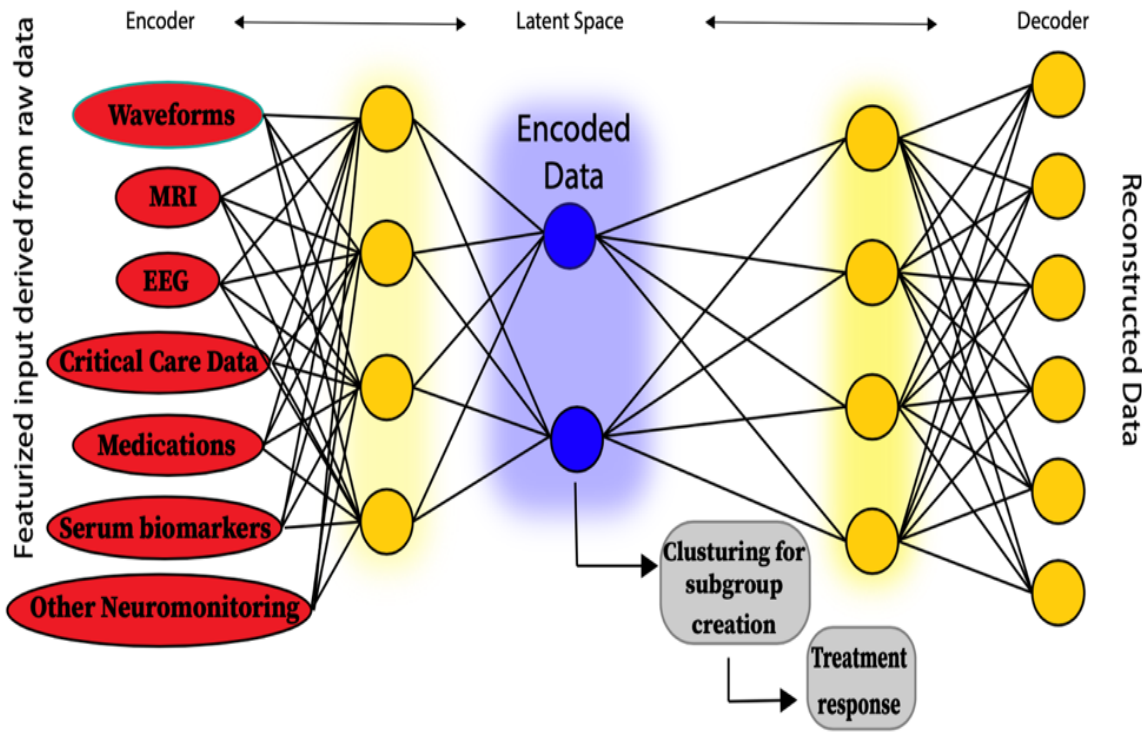 Encoder
Latent Space
Decoder
Featurized input derived from raw data
Waveforms
MRI
EEG
Critical Care Data
Medications
Serum biomarkers
Other Neuromonitoring
Encoded
Data
Clusturing for
subgroup
creation
Treatment
response
Reconstructed Data